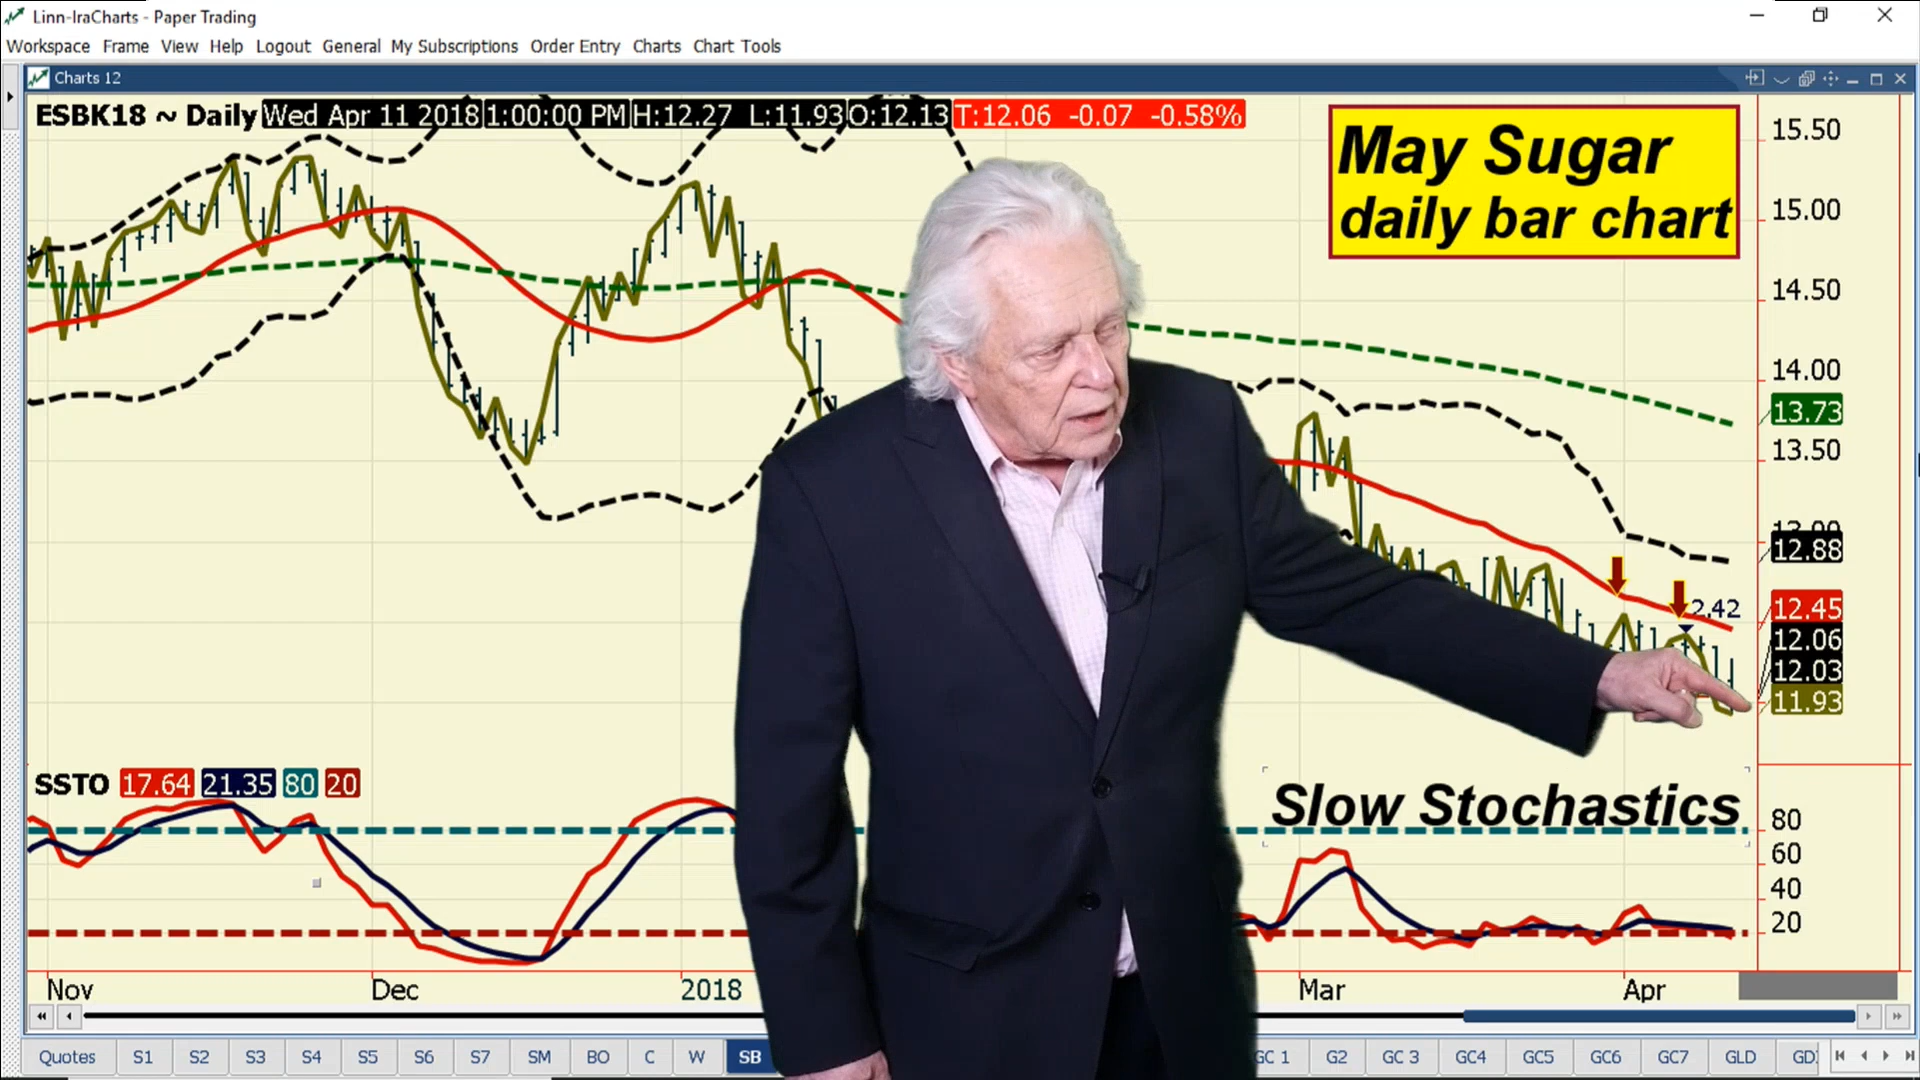 Linn-IraCharts - Paper Trading
Workspace Frame View Help Logout General My Subscriptions Order Entry Charts Chart Tools
Charts 12
ESBK18 ~ Daily Wed Apr 11 2018 1:00:00 PM H:12.27 L:11.93 O:12.13 T:12.06 -0.07 -0.58%
May Sugar
daily bar chart
15.50
15.00
14.50
14.00
13.73
13.50
13.00
12.88
2.42
12.45
12.06
12.03
11.93
SSTO 17.64 21.35 80 20
Slow Stochastics
80
60
40
20
Nov Dec 2018 Mar Apr
Quotes S1 S2 S3 S4 S5 S6 S7 SM BO C W SB GC 1 G2 GC 3 GC4 GC5 GC6 GC7 GLD GD